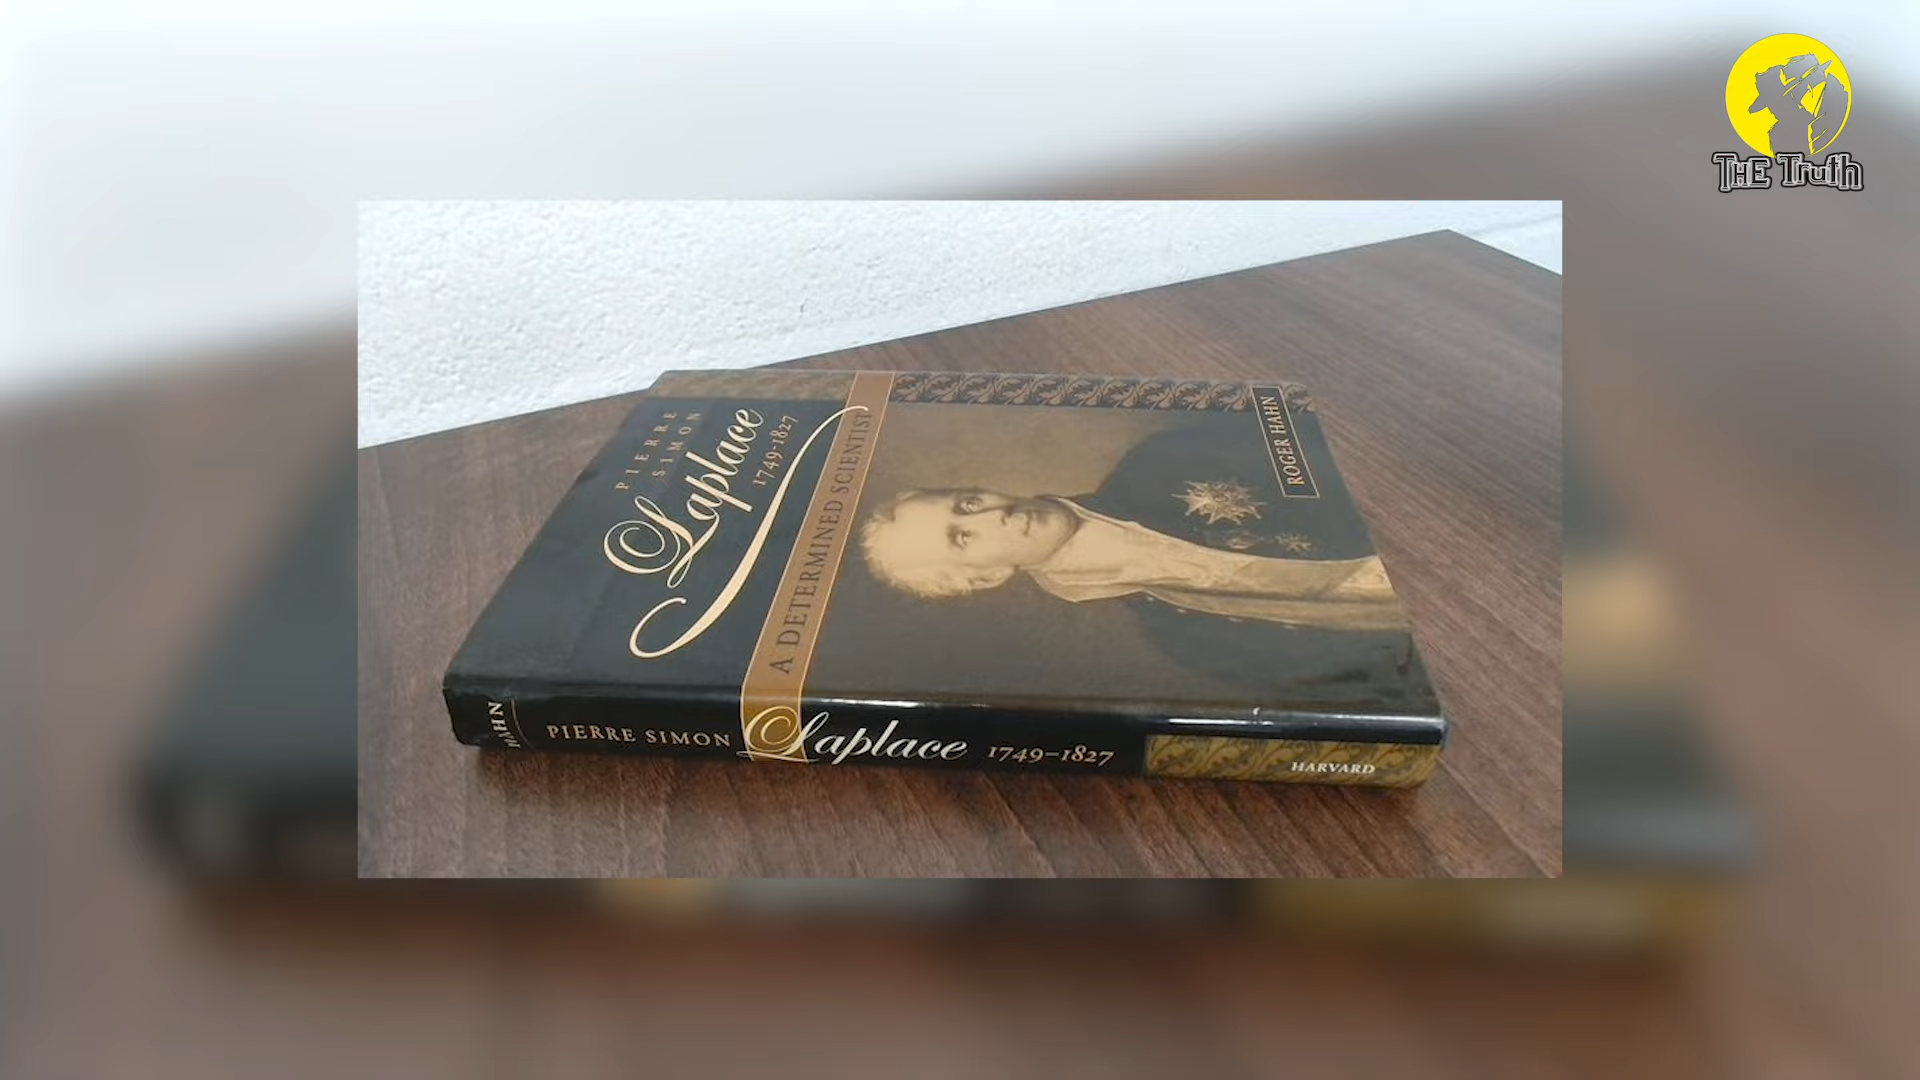 THE Truth
PIERRE
SIMON
Laplace
1749-1827
A DETERMINED SCIENTIST
ROGER HAHN
HAHN
PIERRE SIMON Laplace 1749-1827
HARVARD